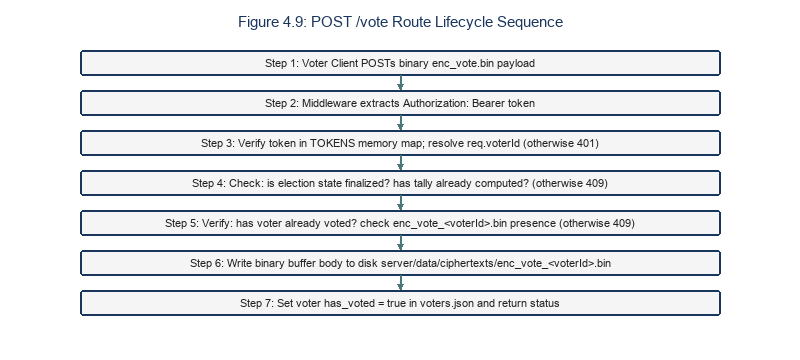 Figure 4.9: POST /vote Route Lifecycle Sequence
Step 1: Voter Client POSTs binary enc_vote.bin payload
Step 2: Middleware extracts Authorization: Bearer token
Step 3: Verify token in TOKENS memory map; resolve req.voterId (otherwise 401)
Step 4: Check: is election state finalized? has tally already computed? (otherwise 409)
Step 5: Verify: has voter already voted? check enc_vote_<voterId>.bin presence (otherwise 409)
Step 6: Write binary buffer body to disk server/data/ciphertexts/enc_vote_<voterId>.bin
Step 7: Set voter has_voted = true in voters.json and return status